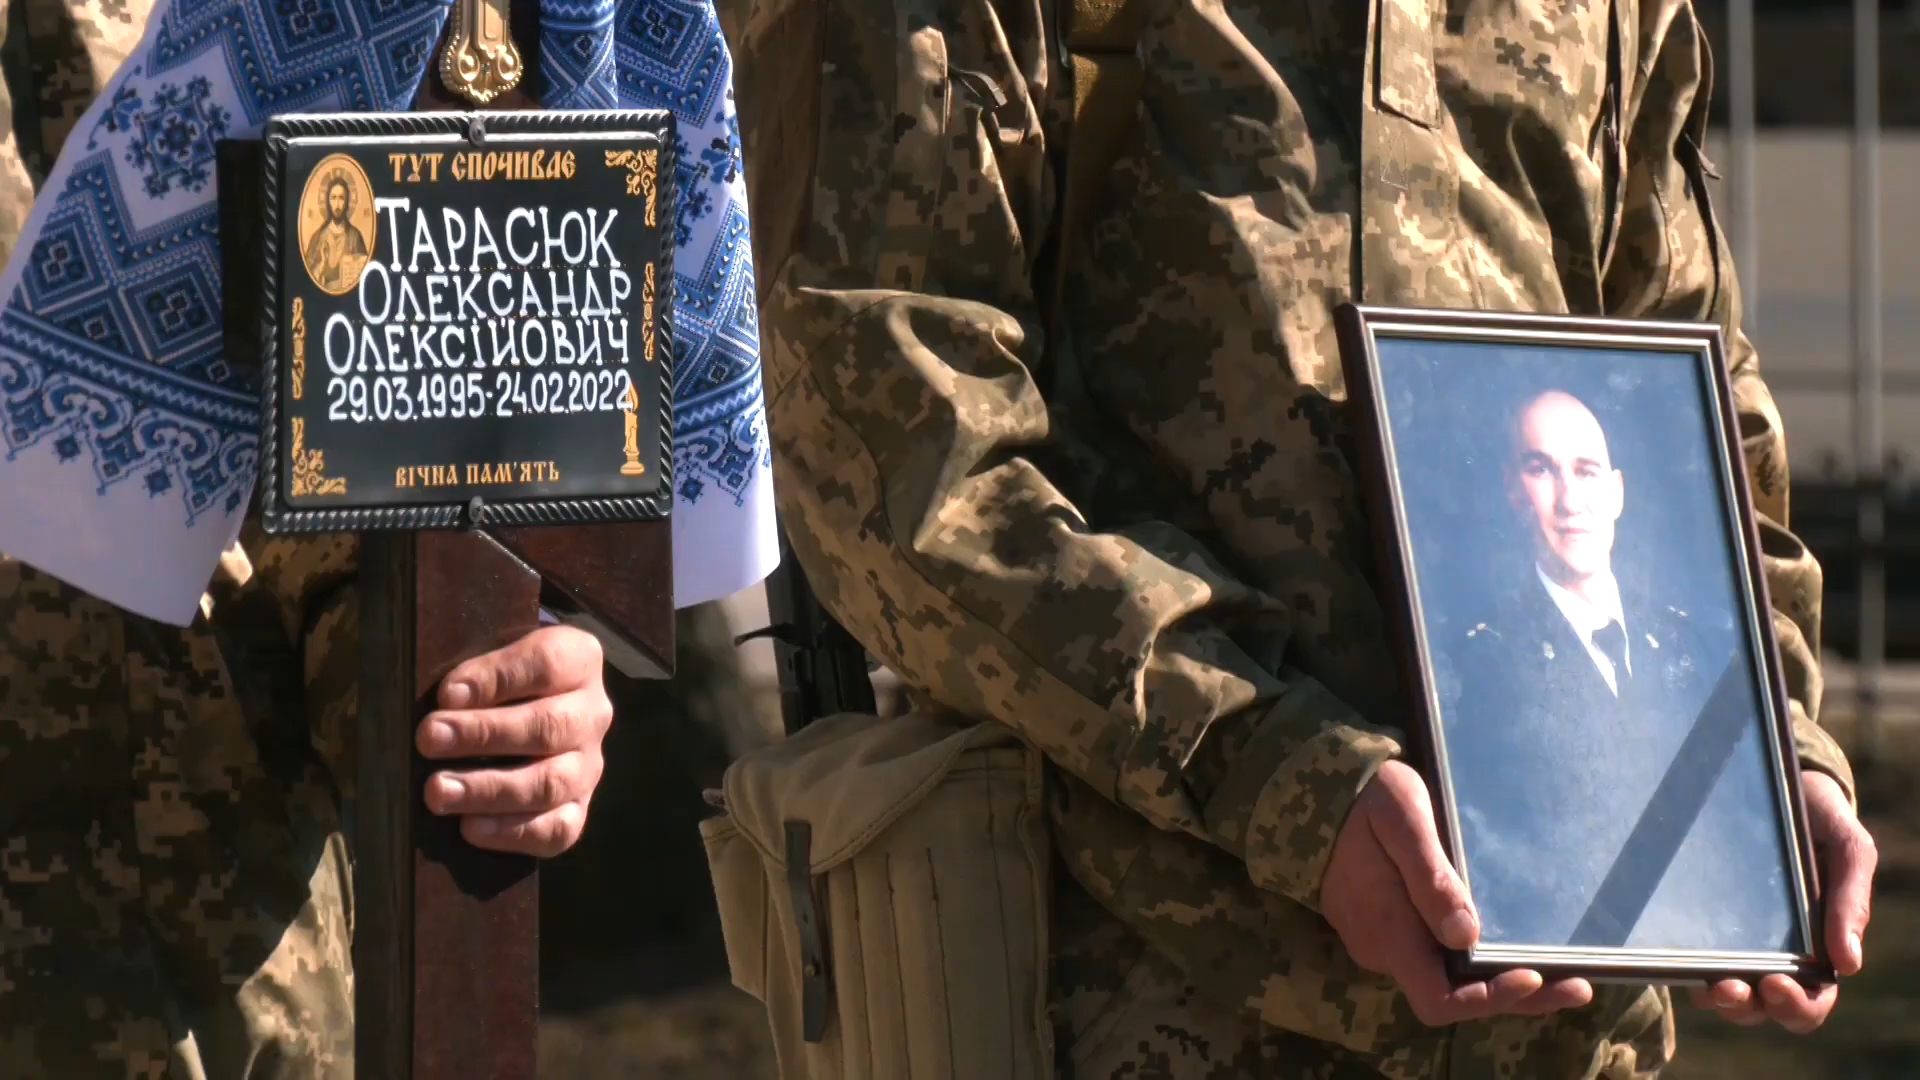 ТУТ СПОЧИВАЄ
ТАРАСЮК
ОЛЕКСАНДР
ОЛЕКСІЙОВИЧ
29.03.1995-24.02.2022
ВІЧНА ПАМ'ЯТЬ